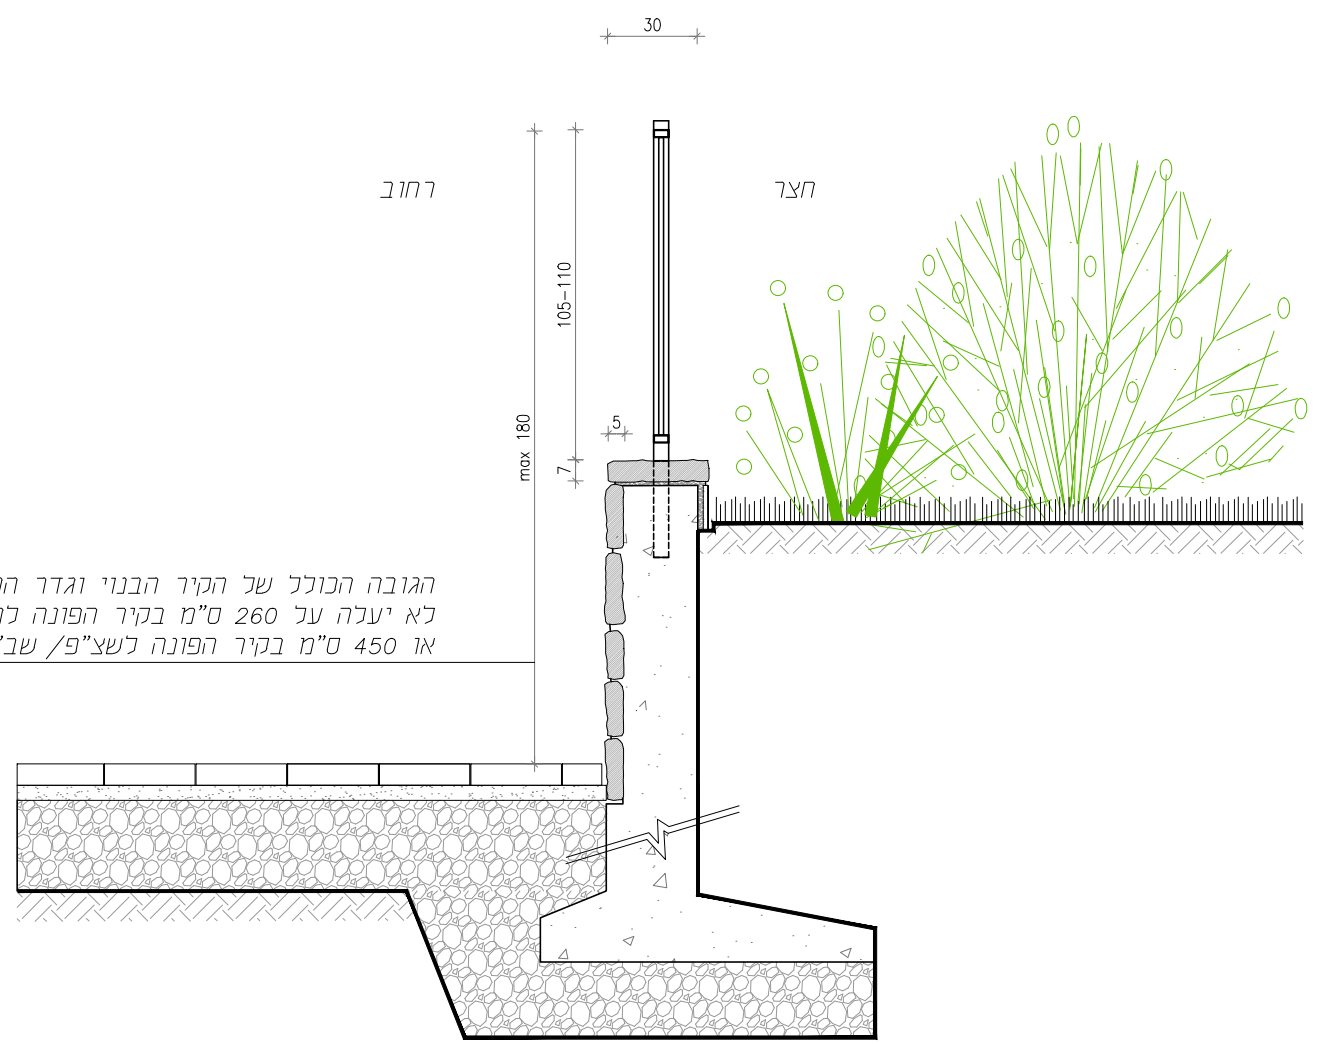 30
רחוב
חצר
105-110
max 180
5
7
הגובה הכולל של הקיר הבנוי וגדר
לא יעלה על 260 ס"מ בקיר הפונה
או 450 ס"מ בקיר הפונה לשצ"פ/